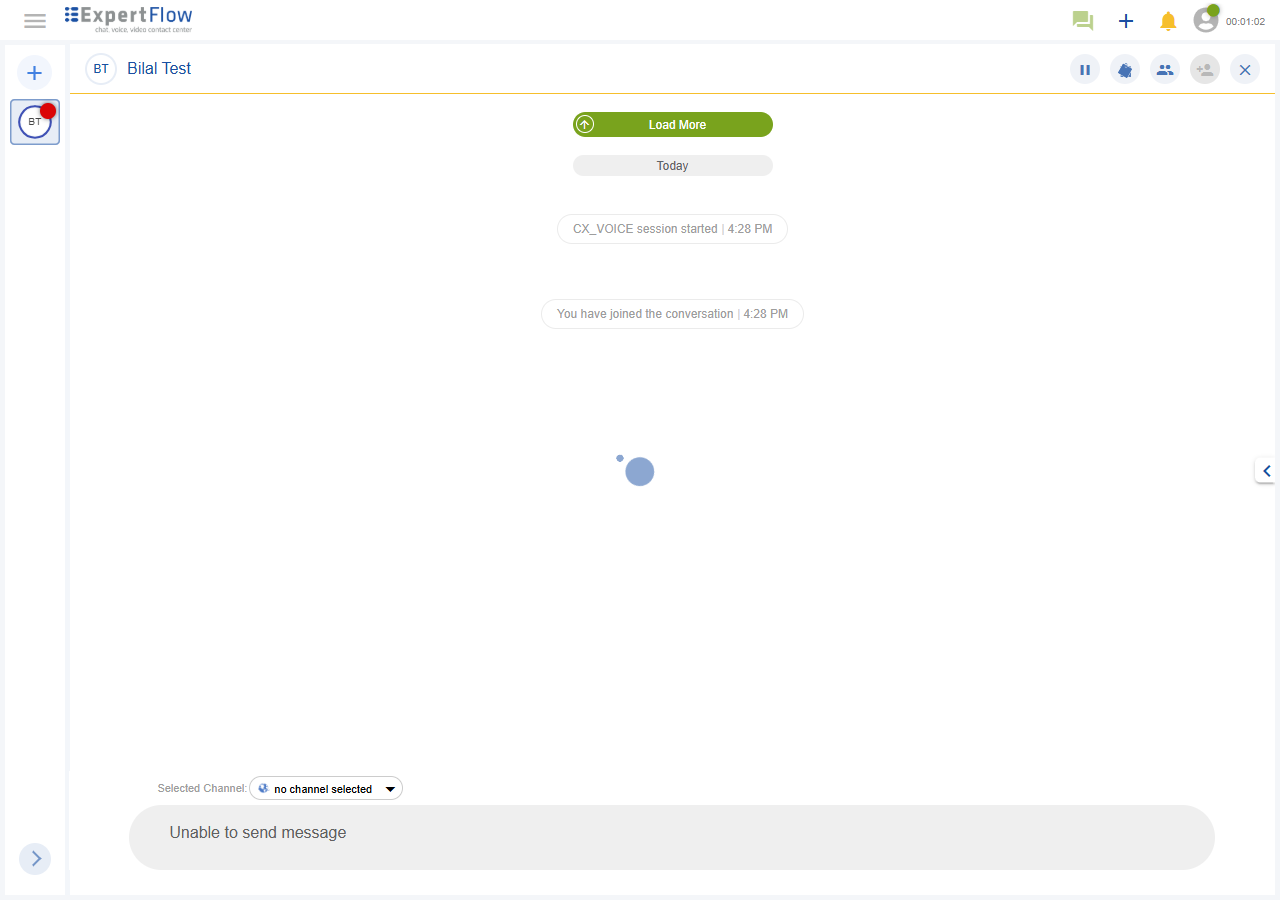 ExpertFlow
chat, voice, video contact center
00:01:02
BT
Bilal Test
BT
Load More
Today
CX_VOICE session started | 4:28 PM
You have joined the conversation | 4:28 PM
Selected Channel:
no channel selected
Unable to send message